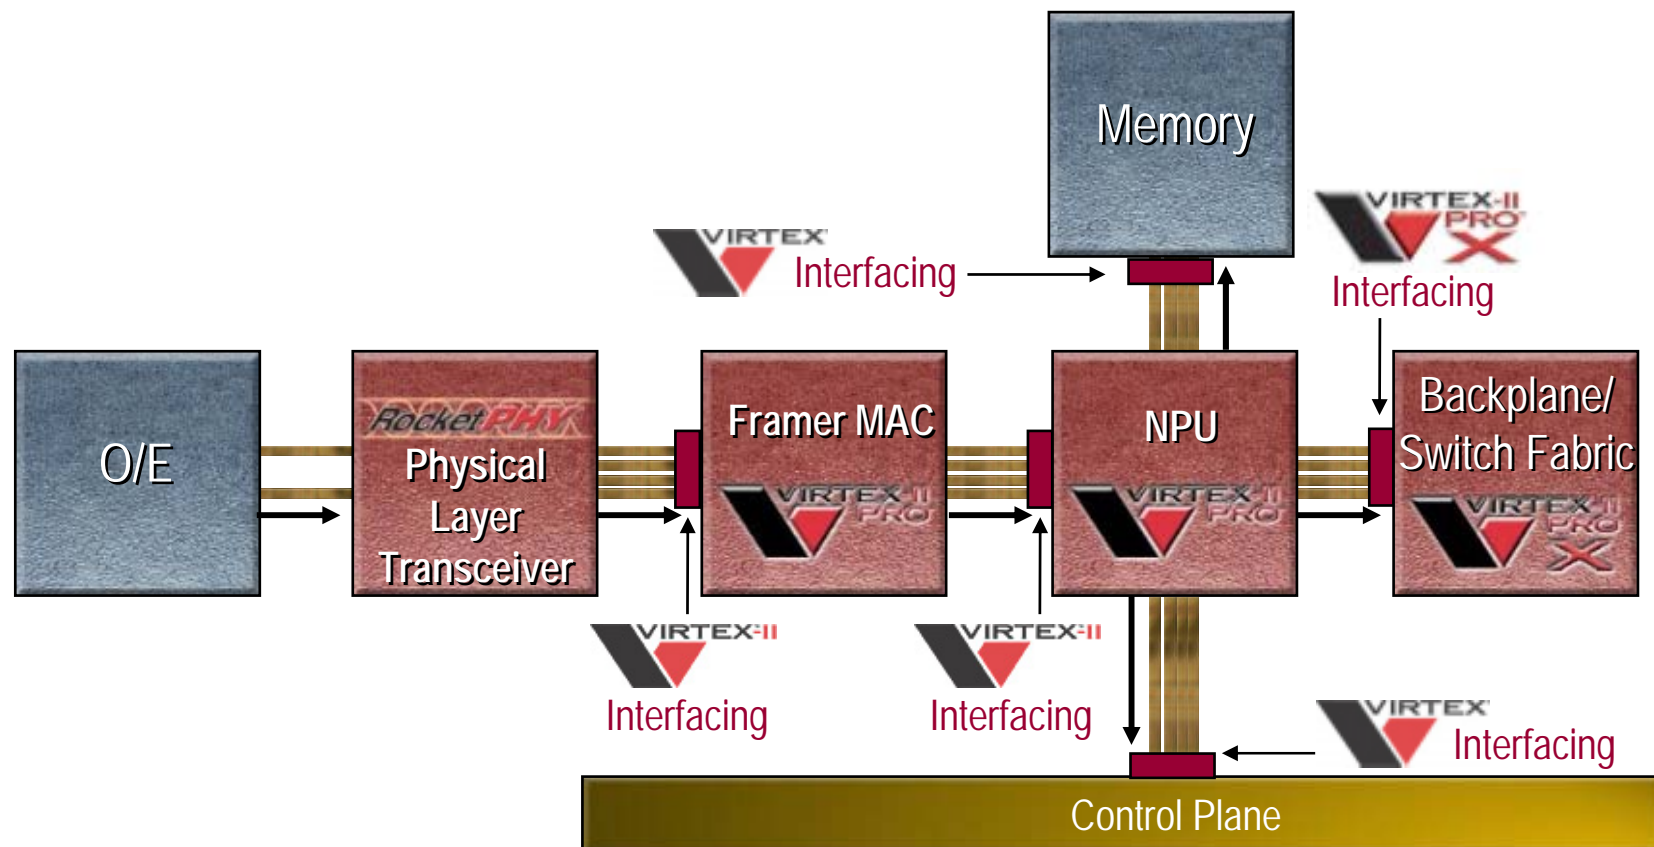 Memory
VIRTEX
Interfacing
VIRTEX-II
PRO
X
Interfacing
O/E
RocketPHY
Physical
Layer
Transceiver
Framer MAC
VIRTEX-II
PRO
NPU
VIRTEX-II
PRO
Backplane/
Switch Fabric
VIRTEX-II
PRO
X
VIRTEX-II
Interfacing
VIRTEX-II
Interfacing
VIRTEX
Interfacing
Control Plane